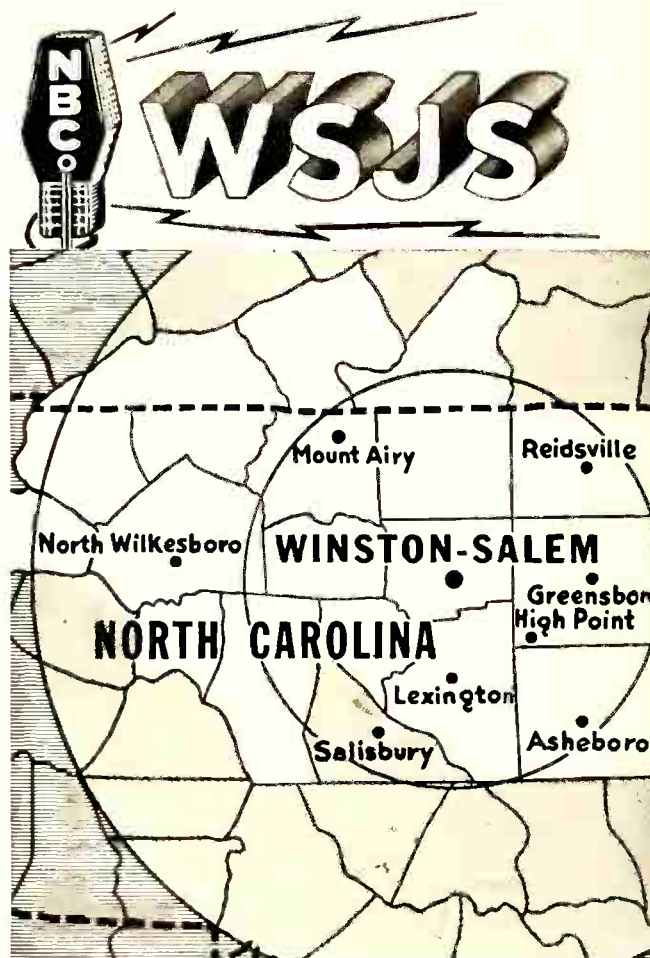 NBC
WSJS
Mount Airy
Reidsville
North Wilkesboro
WINSTON-SALEM
Greensbor
High Point
NORTH CAROLINA
Lexington
Salisbury
Asheboro